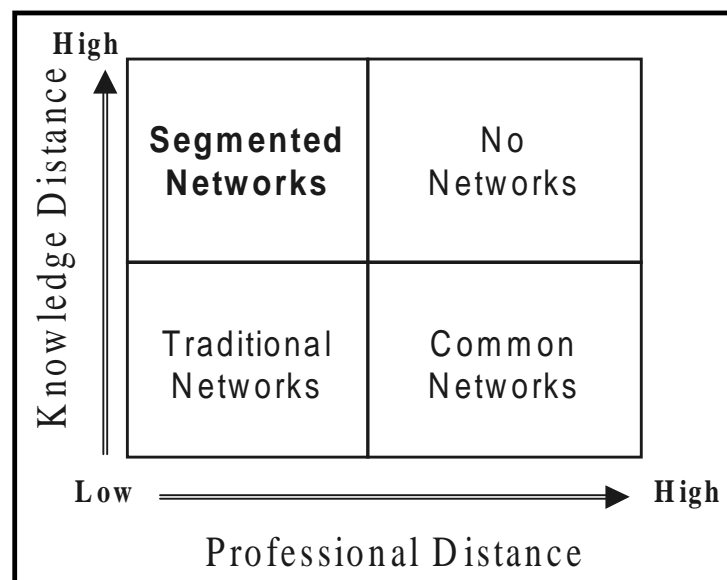 High
Knowledge Distance
Segmented
Networks
No
Networks
Traditional
Networks
Common
Networks
Low
High
Professional Distance